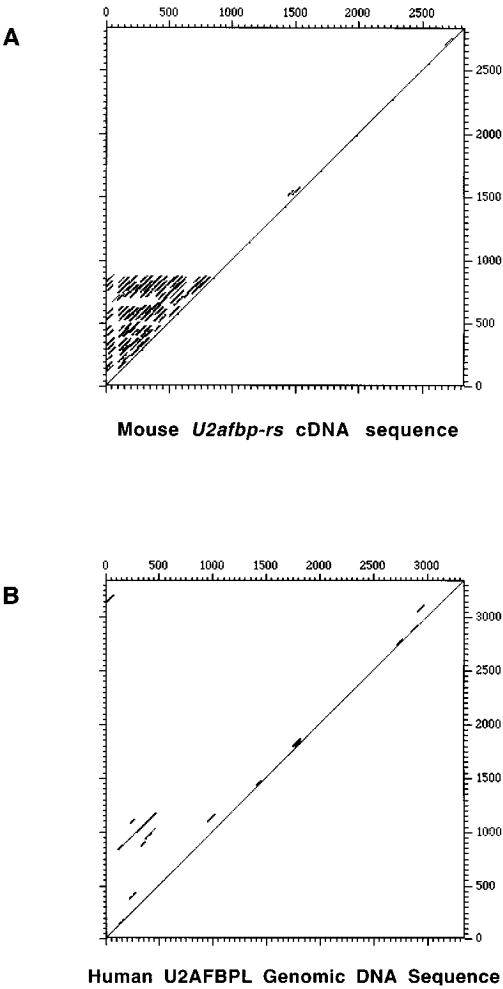 A
0 500 1000 1500 2000 2500
2500
2000
1500
1000
500
0
Mouse U2afbp-rs cDNA sequence
B
0 500 1000 1500 2000 2500 3000
3000
2500
2000
1500
1000
500
0
Human U2AFBPL Genomic DNA Sequence